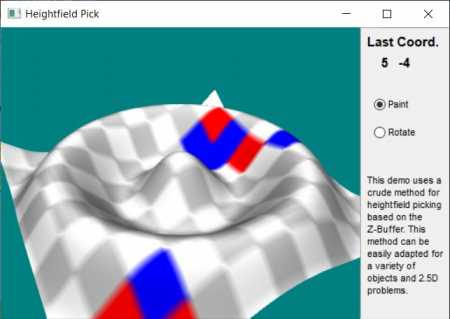 Heightfield Pick
Last Coord.
5 -4
Paint
Rotate
This demo uses a
crude method for
heightfield picking
based on the
Z-Buffer. This
method can be
easily adapted for
a variety of
objects and 2.5D
problems.